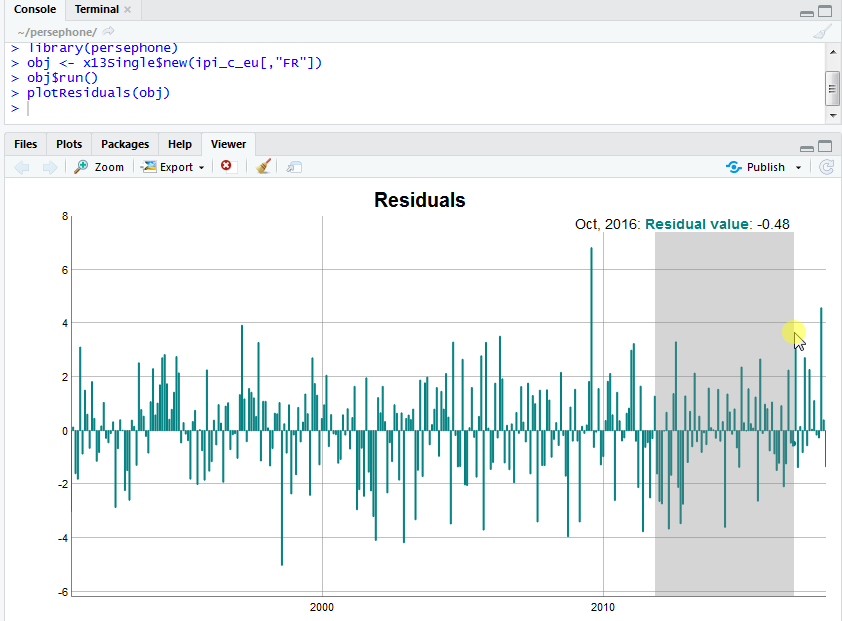 Console Terminal
~/persephone/
> library(persephone)
> obj <- x13Single$new(ipi_c_eu[,"FR"])
> obj$run()
> plotResiduals(obj)
>
Files Plots Packages Help Viewer
Zoom Export Publish
Residuals
Oct, 2016: Residual value: -0.48
8
6
4
2
0
-2
-4
-6
2000 2010